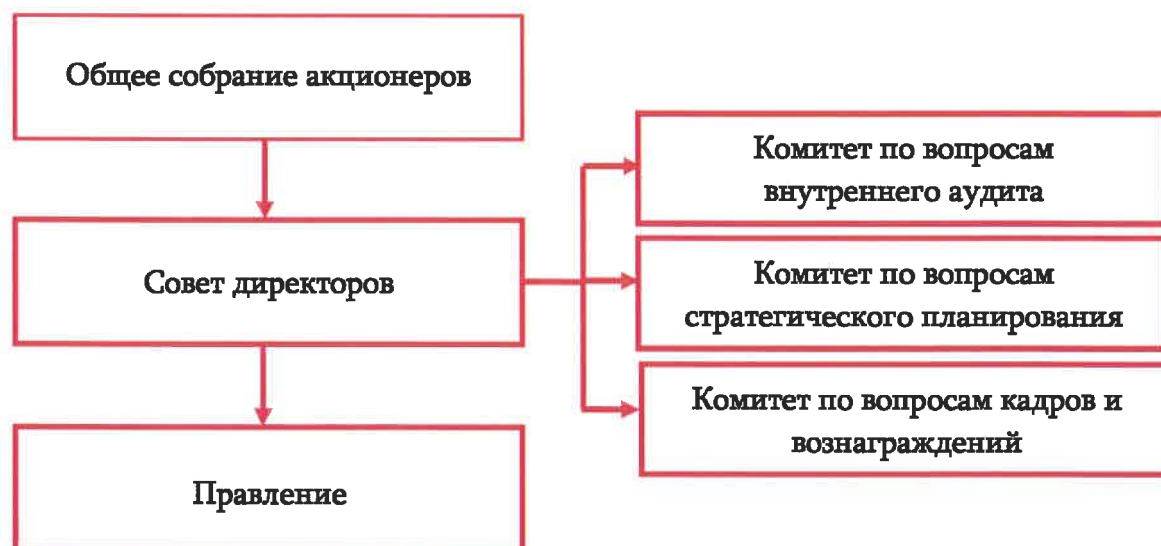 Общее собрание акционеров
Совет директоров
Правление
Комитет по вопросам
внутреннего аудита
Комитет по вопросам
стратегического планирования
Комитет по вопросам кадров и
вознаграждений